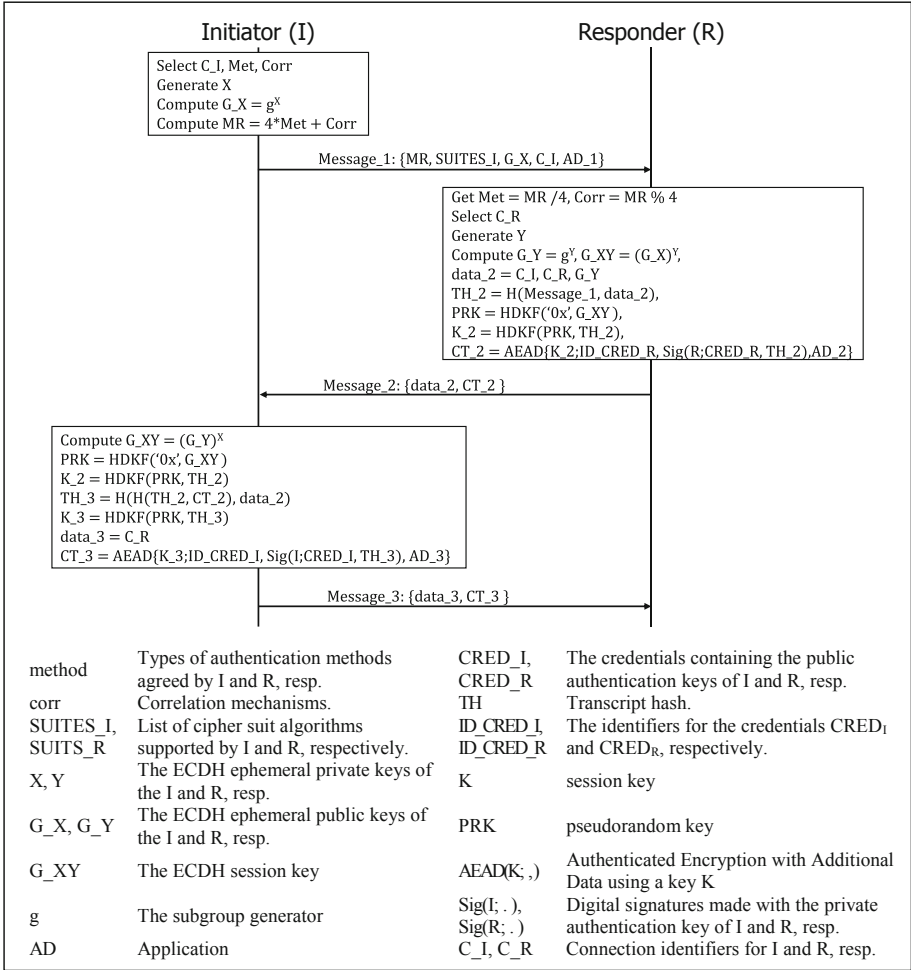 Initiator (I)
Responder (R)
Select C_I, Met, Corr
Generate X
Compute G_X = gˣ
Compute MR = 4*Met + Corr
Message_1: {MR, SUITES_I, G_X, C_I, AD_1}
Get Met = MR /4, Corr = MR % 4
Select C_R
Generate Y
Compute G_Y = gʸ, G_XY = (G_X)ʸ,
data_2 = C_I, C_R, G_Y
TH_2 = H(Message_1, data_2),
PRK = HDKF(‘0x’, G_XY),
K_2 = HDKF(PRK, TH_2),
CT_2 = AEAD{K_2;ID_CRED_R, Sig(R;CRED_R, TH_2),AD_2}
Message_2: {data_2, CT_2 }
Compute G_XY = (G_Y)ˣ
PRK = HDKF(‘0x’, G_XY)
K_2 = HDKF(PRK, TH_2)
TH_3 = H(H(TH_2, CT_2), data_2)
K_3 = HDKF(PRK, TH_3)
data_3 = C_R
CT_3 = AEAD{K_3;ID_CRED_I, Sig(I;CRED_I, TH_3), AD_3}
Message_3: {data_3, CT_3 }
method
Types of authentication methods
agreed by I and R, resp.
CRED_I,
CRED_R
The credentials containing the public
authentication keys of I and R, resp.
corr
Correlation mechanisms.
TH
Transcript hash.
SUITES_I,
SUITS_R
List of cipher suit algorithms
supported by I and R, respectively.
ID_CRED_I,
ID_CRED_R
The identifiers for the credentials CRED_I
and CRED_R, respectively.
X, Y
The ECDH ephemeral private keys of
the I and R, resp.
K
session key
G_X, G_Y
The ECDH ephemeral public keys of
the I and R, resp.
PRK
pseudorandom key
G_XY
The ECDH session key
AEAD(K; ,)
Authenticated Encryption with Additional
Data using a key K
g
The subgroup generator
Sig(I; . ),
Sig(R; . )
Digital signatures made with the private
authentication key of I and R, resp.
AD
Application
C_I, C_R
Connection identifiers for I and R, resp.